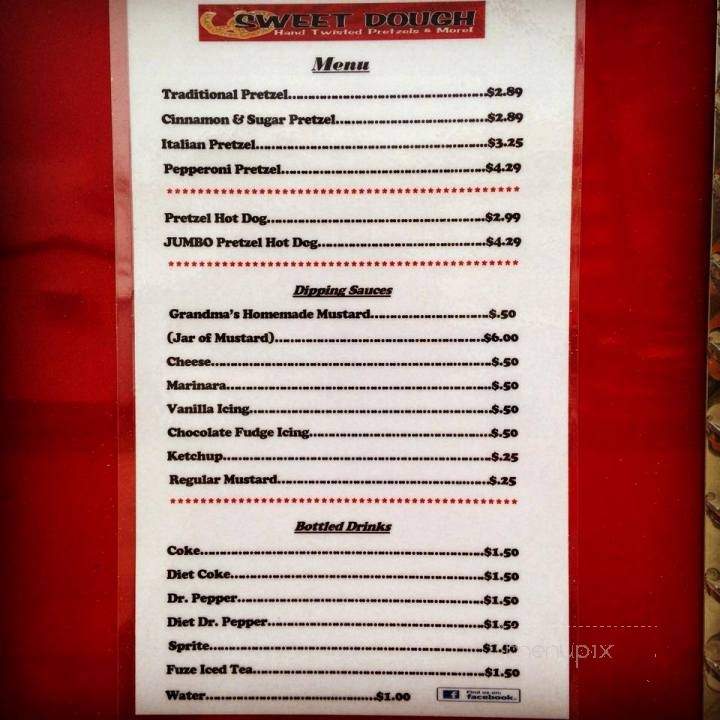 SWEET DOUGH
Hand Twisted Pretzels & More!
Menu
Traditional Pretzel....................................................$2.89
Cinnamon & Sugar Pretzel........................................$2.89
Italian Pretzel............................................................$3.25
Pepperoni Pretzel......................................................$4.29
Pretzel Hot Dog.........................................................$2.99
JUMBO Pretzel Hot Dog............................................$4.29
Dipping Sauces
Grandma's Homemade Mustard..............................$.50
(Jar of Mustard)......................................................$6.00
Cheese........................................................................$.50
Marinara....................................................................$.50
Vanilla Icing..............................................................$.50
Chocolate Fudge Icing...............................................$.50
Ketchup.....................................................................$.25
Regular Mustard.......................................................$.25
Bottled Drinks
Coke.........................................................................$1.50
Diet Coke.................................................................$1.50
Dr. Pepper...............................................................$1.50
Diet Dr. Pepper.......................................................$1.50
Sprite.......................................................................$1.50
Fuze Iced Tea..........................................................$1.50
Water............................................$1.00
Find us on
facebook.
menupix